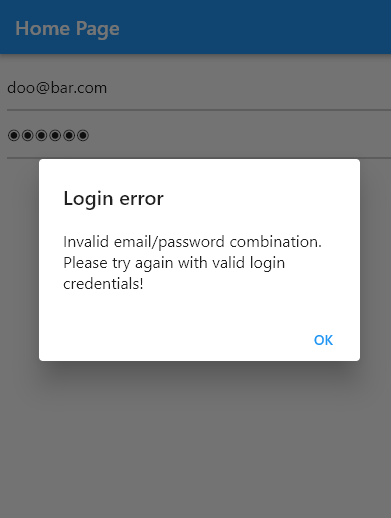 Home Page
doo@bar.com
Login error
Invalid email/password combination.
Please try again with valid login
credentials!
OK